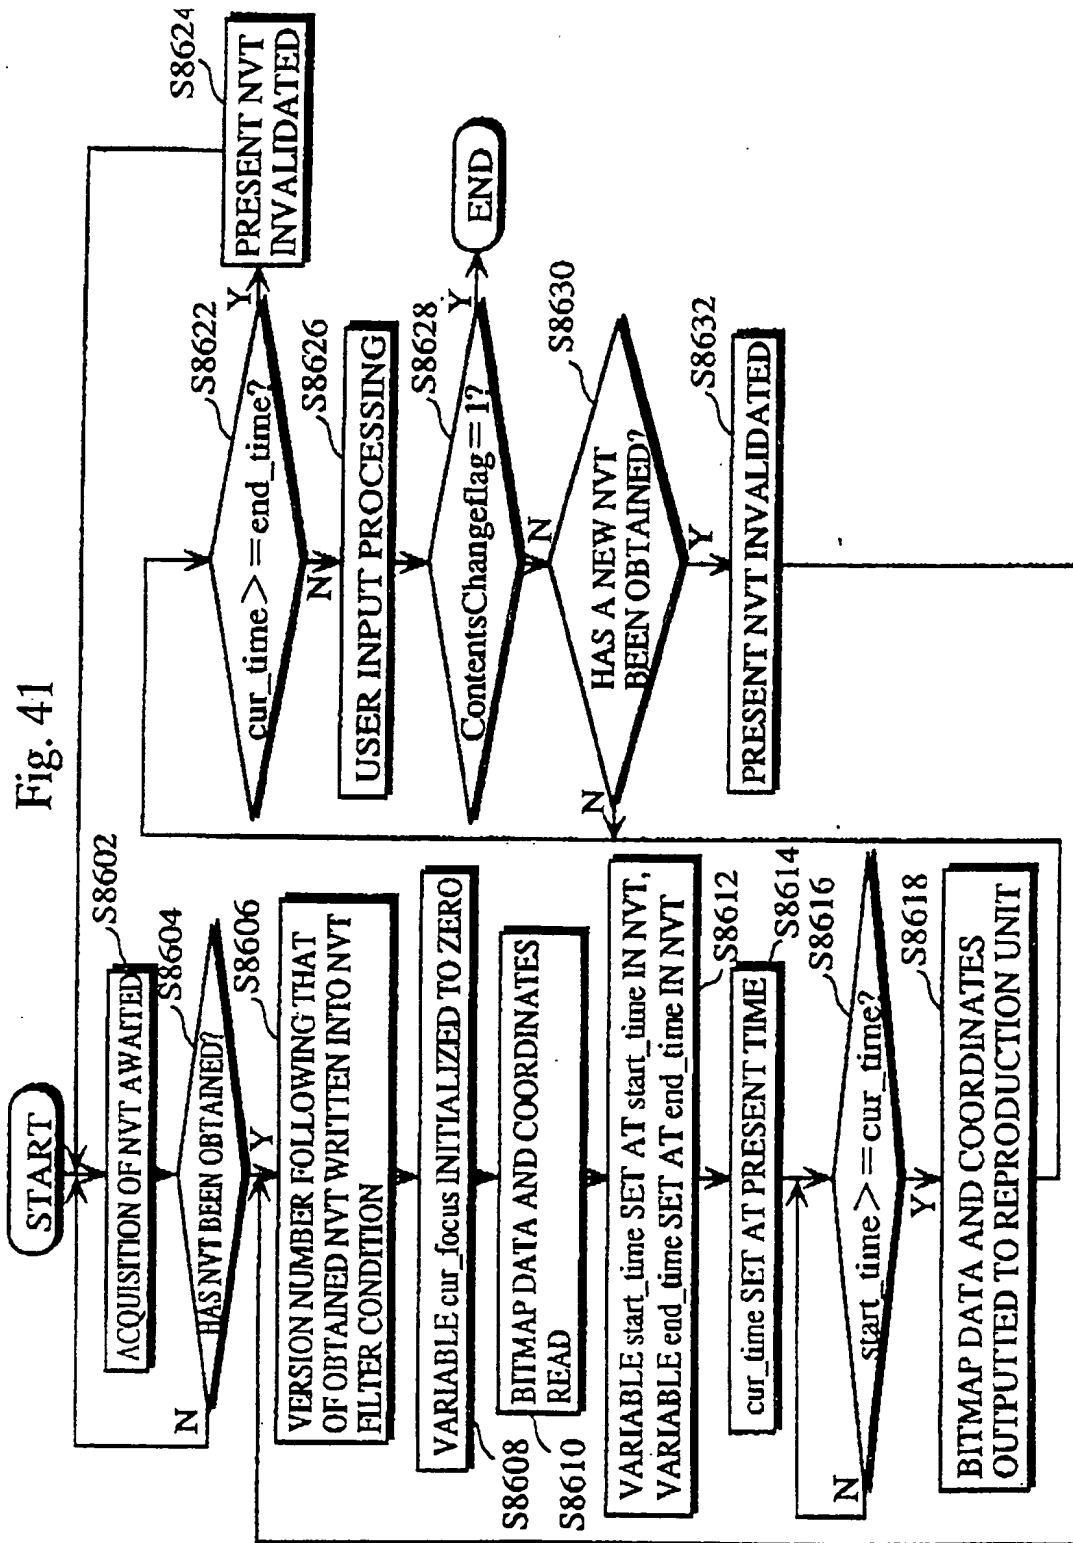 Fig. 41
START
S8602
ACQUISITION OF NVT AWAITED
S8604
HAS NVT BEEN OBTAINED?
N
Y
S8606
VERSION NUMBER FOLLOWING THAT
OF OBTAINED NVT WRITTEN INTO NVT
FILTER CONDITION
VARIABLE cur_focus INITIALIZED TO ZERO
S8608
BITMAP DATA AND COORDINATES
READ
S8610
VARIABLE start_time SET AT start_time IN NVT,
VARIABLE end_time SET AT end_time IN NVT
S8612
cur_time SET AT PRESENT TIME
S8614
S8616
start_time>=cur_time?
N
Y
S8618
BITMAP DATA AND COORDINATES
OUTPUTTED TO REPRODUCTION UNIT
S8622
cur_time>=end_time?
Y
N
S8624
PRESENT NVT
INVALIDATED
S8626
USER INPUT PROCESSING
S8628
ContentsChangeflag=1?
Y
END
N
S8630
HAS A NEW NVT
BEEN OBTAINED?
N
Y
S8632
PRESENT NVT INVALIDATED